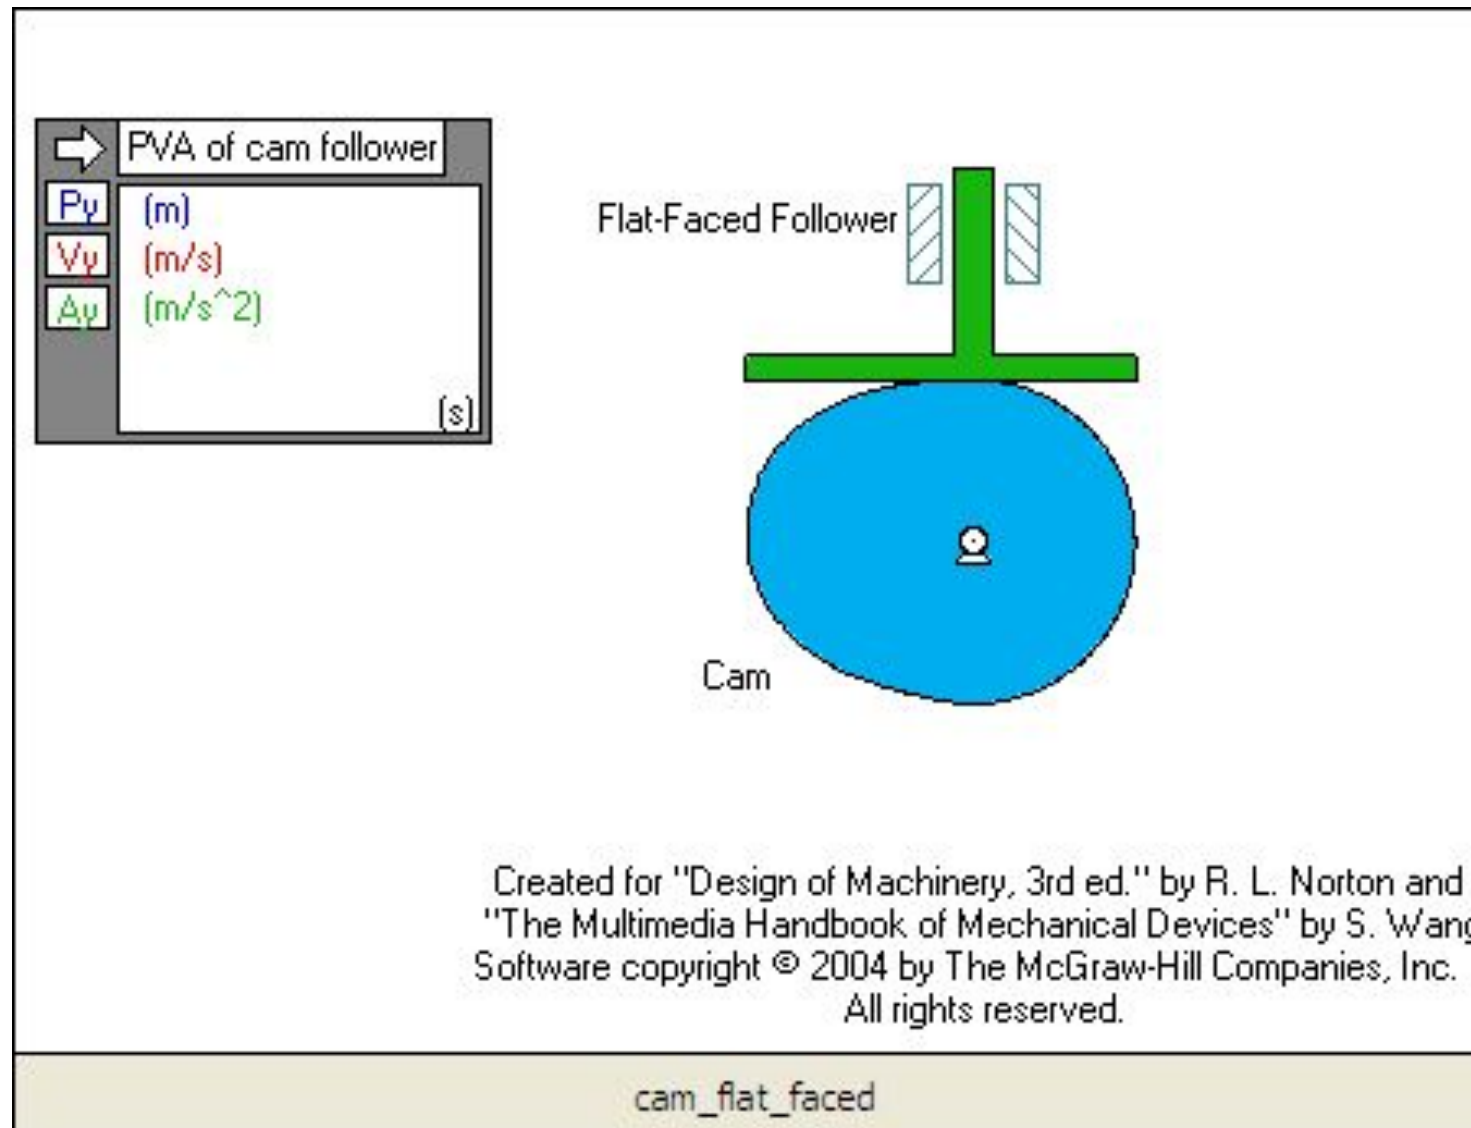 PVA of cam follower
Py (m)
Vy (m/s)
Ay (m/s^2)
(s)
Flat-Faced Follower
Cam
Created for "Design of Machinery, 3rd ed." by R. L. Norton and
"The Multimedia Handbook of Mechanical Devices" by S. Wang
Software copyright © 2004 by The McGraw-Hill Companies, Inc.
All rights reserved.
cam_flat_faced